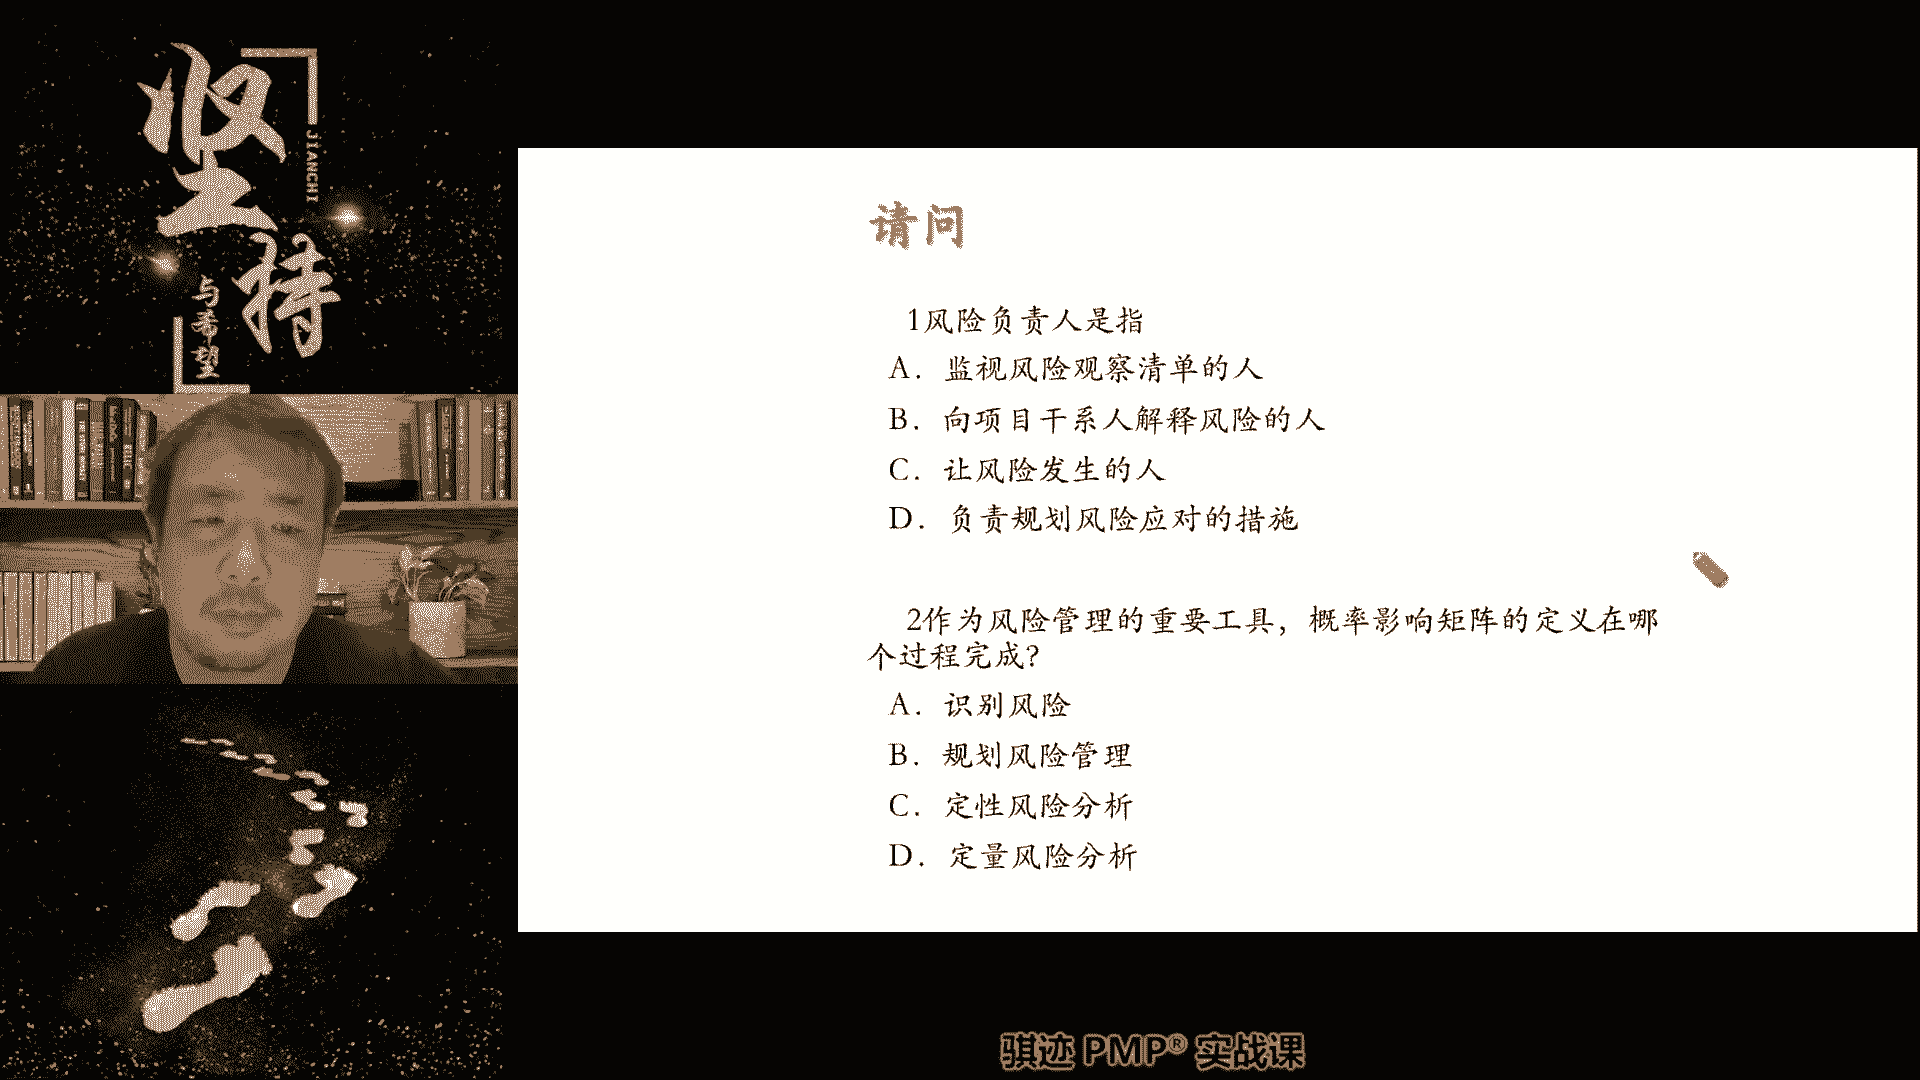 坚持
JIANCHI
与希望
请问
1风险负责人是指
A. 监视风险观察清单的人
B. 向项目干系人解释风险的人
C. 让风险发生的人
D. 负责规划风险应对的措施
2作为风险管理的重要工具，概率影响矩阵的定义在哪
个过程完成？
A. 识别风险
B. 规划风险管理
C. 定性风险分析
D. 定量风险分析
骐迹 PMP® 实战课